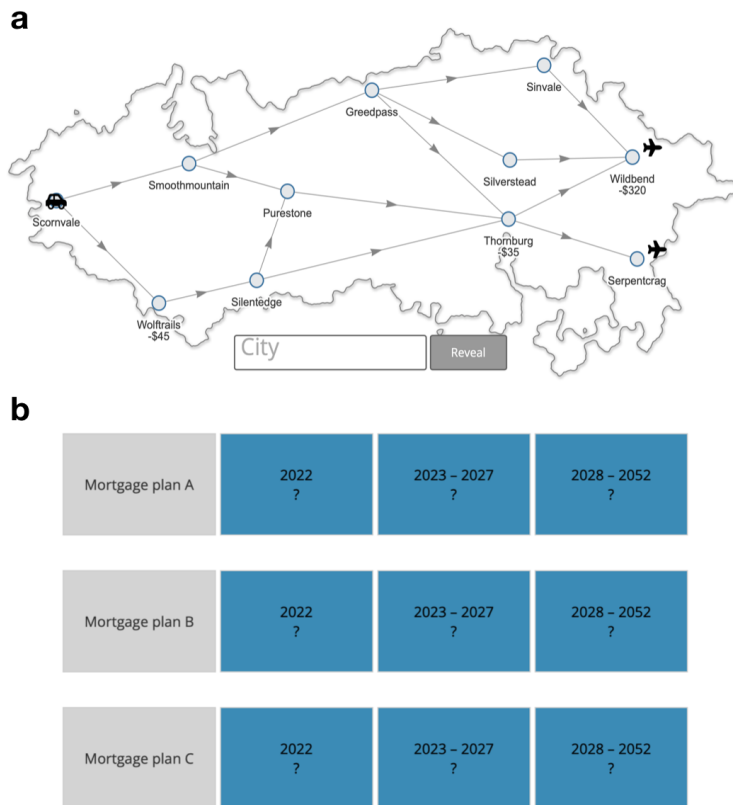 a
Sinvale
Greedpass
Smoothmountain
Silverstead
Wildbend
-$320
Scornvale
Purestone
Thornburg
-$35
Serpentcrag
Silentedge
Wolftrails
-$45
City
Reveal
b
Mortgage plan A
2022
?
2023 – 2027
?
2028 – 2052
?
Mortgage plan B
2022
?
2023 – 2027
?
2028 – 2052
?
Mortgage plan C
2022
?
2023 – 2027
?
2028 – 2052
?